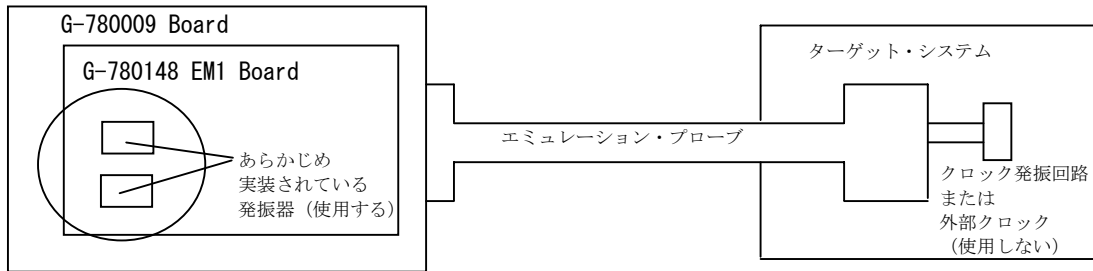 G-780009 Board
G-780148 EM1 Board
あらかじめ
実装されている
発振器（使用する）
エミュレーション・プローブ
ターゲット・システム
クロック発振回路
または
外部クロック
（使用しない）